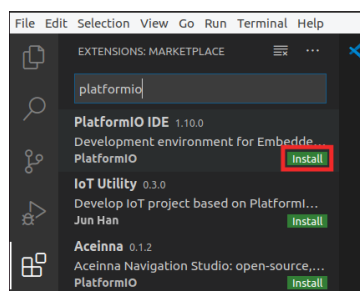 File Edit Selection View Go Run Terminal Help
EXTENSIONS: MARKETPLACE
platformio
PlatformIO IDE 1.10.0
Development environment for Embedde...
PlatformIO Install
IoT Utility 0.3.0
Develop IoT project based on PlatformI...
Jun Han Install
Aceinna 0.1.2
Aceinna Navigation Studio: open-source,...
PlatformIO Install